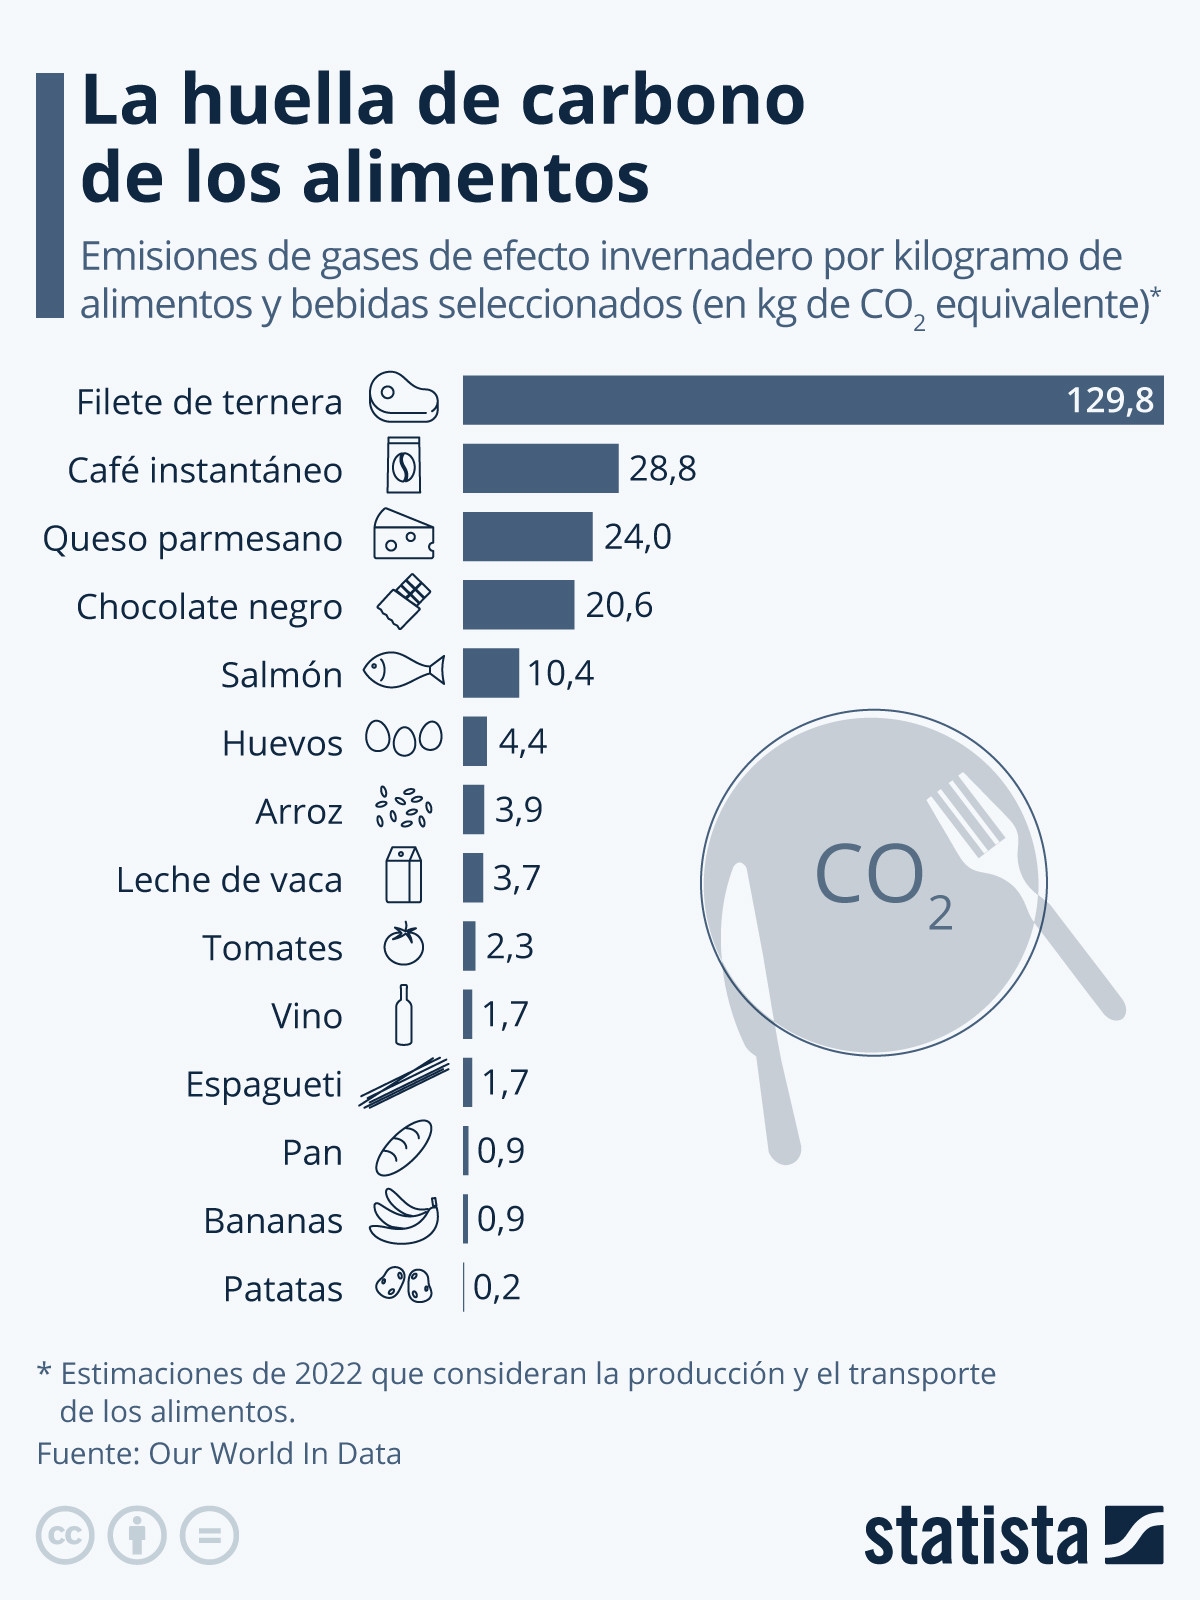 La huella de carbono
de los alimentos
Emisiones de gases de efecto invernadero por kilogramo de
alimentos y bebidas seleccionados (en kg de CO₂ equivalente)*
Filete de ternera 129,8
Café instantáneo 28,8
Queso parmesano 24,0
Chocolate negro 20,6
Salmón 10,4
Huevos 4,4
Arroz 3,9
Leche de vaca 3,7
CO₂
Tomates 2,3
Vino 1,7
Espagueti 1,7
Pan 0,9
Bananas 0,9
Patatas 0,2
* Estimaciones de 2022 que consideran la producción y el transporte
de los alimentos.
Fuente: Our World In Data
cc =
statista